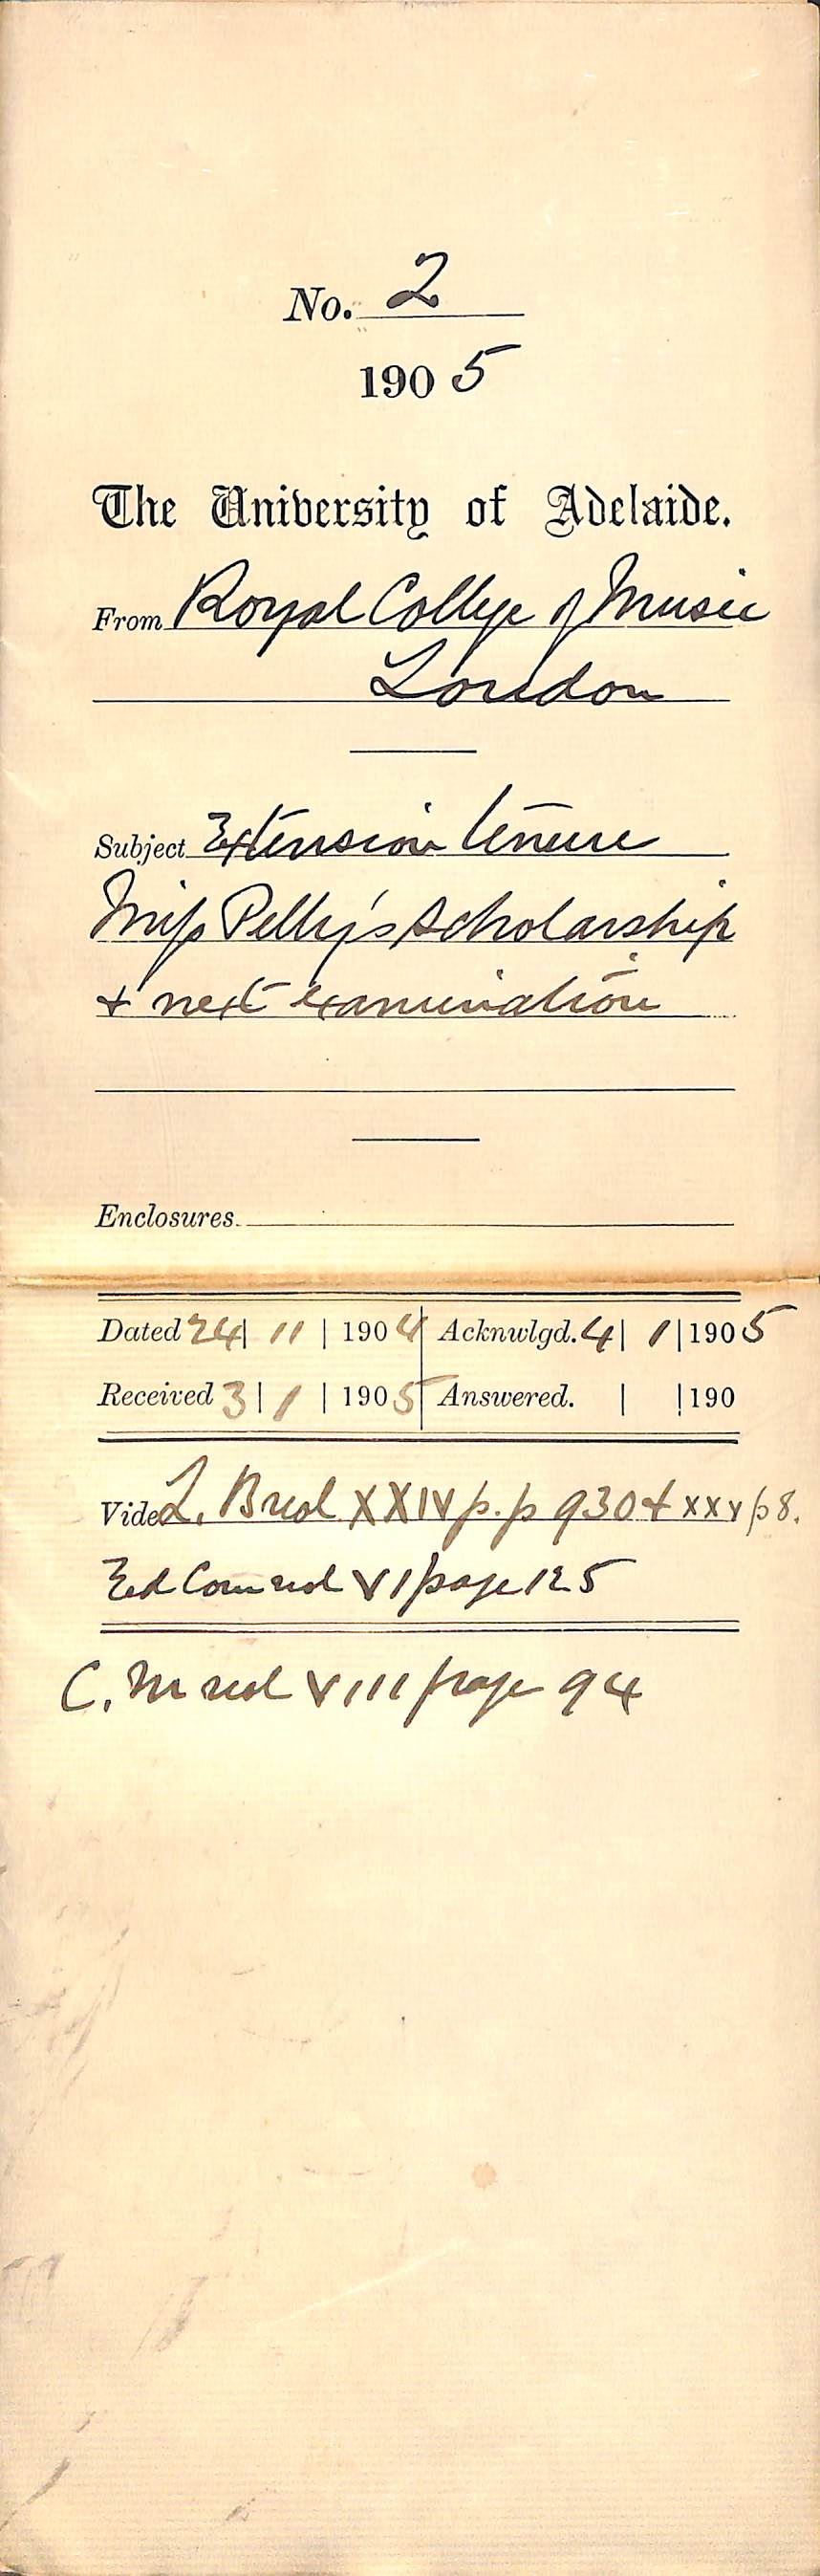 No. 2
1905
The University of Adelaide.
From Royal College of Music
London
Subject Extension tenure
Miss Pelly's Scholarship
& next examination
Enclosures
Dated 24| 11 | 1904 Acknwlgd. 4| 1 |1905
Received 3| 1 | 1905 Answered. | |190
Vide L. B vol XXIV p.p 930 & XXV p 8.
Ed Com vol VI page 125
C. M vol VIII page 94